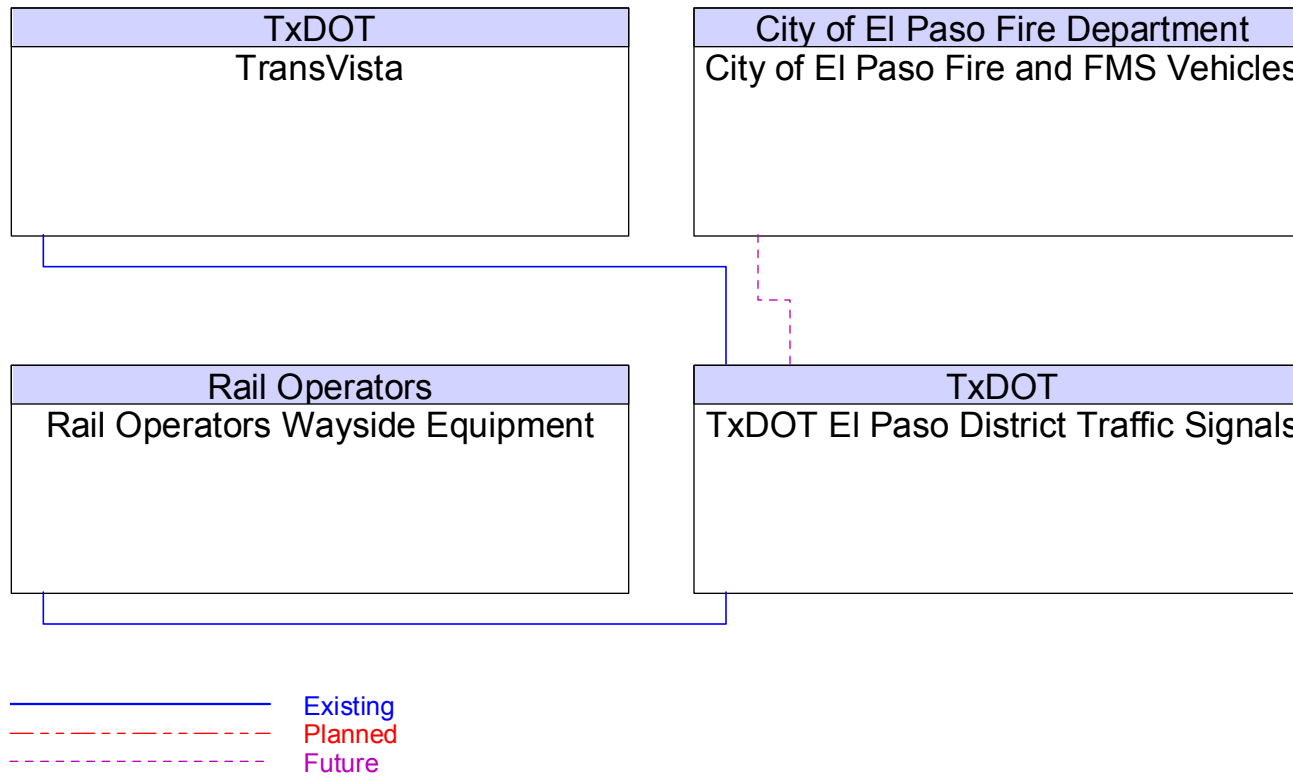 TxDOT
TransVista
City of El Paso Fire Department
City of El Paso Fire and FMS Vehicles
Rail Operators
Rail Operators Wayside Equipment
TxDOT
TxDOT El Paso District Traffic Signals
Existing
Planned
Future